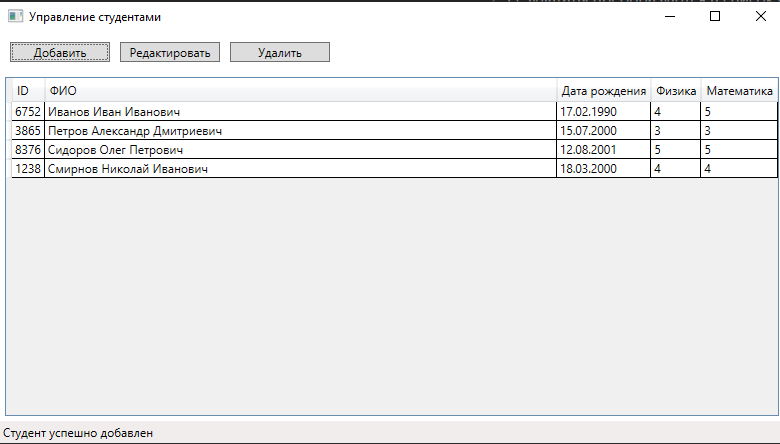 Управление студентами
Добавить Редактировать Удалить
ID ФИО Дата рождения Физика Математика
6752 Иванов Иван Иванович 17.02.1990 4 5
3865 Петров Александр Дмитриевич 15.07.2000 3 3
8376 Сидоров Олег Петрович 12.08.2001 5 5
1238 Смирнов Николай Иванович 18.03.2000 4 4
Студент успешно добавлен